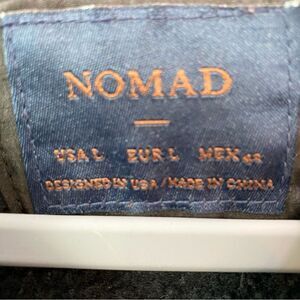 NOMAD
USA L EUR L MEX 42
DESIGNED IN USA / MADE IN CHINA